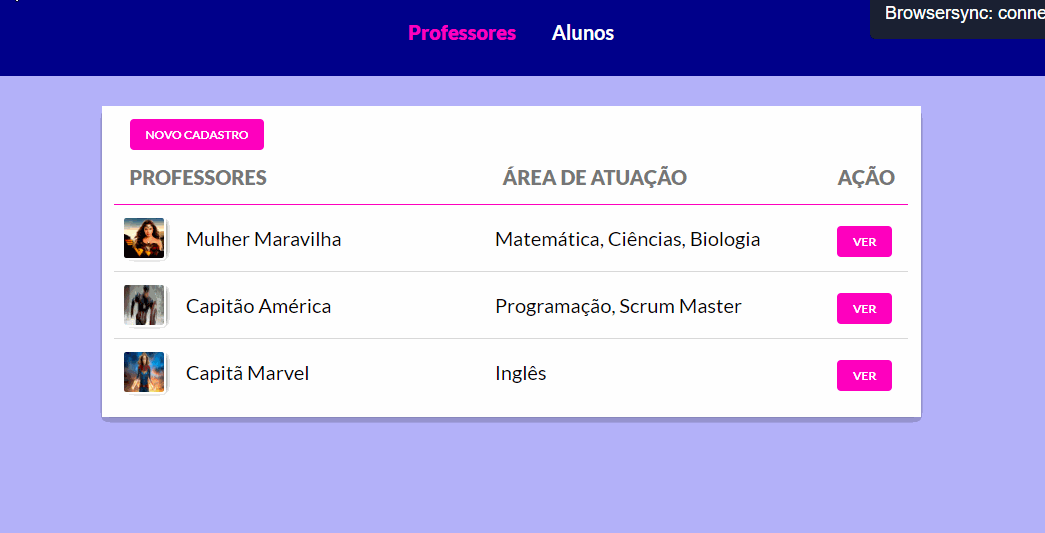 Professores Alunos
Browsersync: conne
NOVO CADASTRO
PROFESSORES ÁREA DE ATUAÇÃO AÇÃO
Mulher Maravilha Matemática, Ciências, Biologia VER
Capitão América Programação, Scrum Master VER
Capitã Marvel Inglês VER